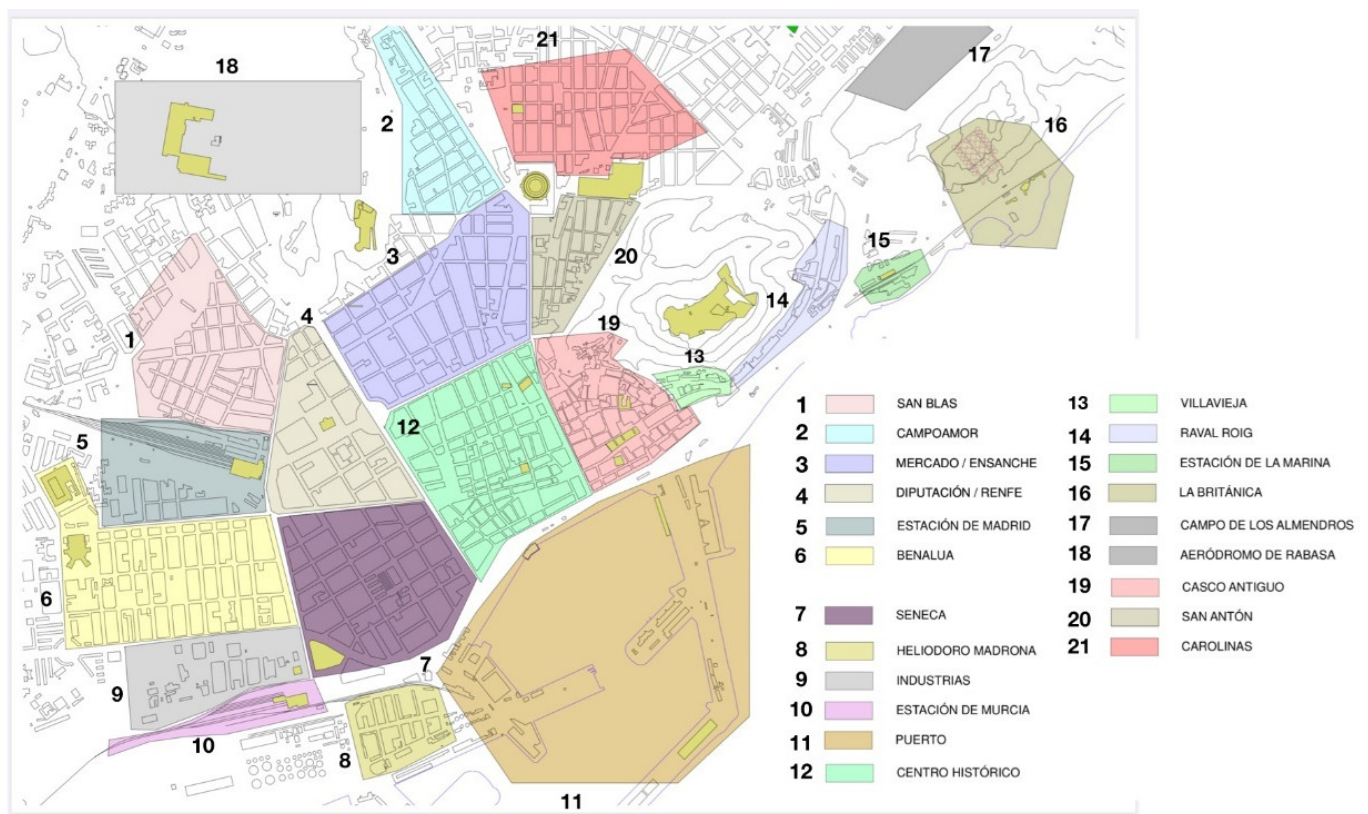 21
18
17
2
16
3
20
15
4
14
19
1
13
12
5
6
7
9
10
8
11
1 SAN BLAS
2 CAMPOAMOR
3 MERCADO / ENSANCHE
4 DIPUTACIÓN / RENFE
5 ESTACIÓN DE MADRID
6 BENALUA
7 SENECA
8 HELIODORO MADRONA
9 INDUSTRIAS
10 ESTACIÓN DE MURCIA
11 PUERTO
12 CENTRO HISTÓRICO
13 VILLAVIEJA
14 RAVAL ROIG
15 ESTACIÓN DE LA MARINA
16 LA BRITÁNICA
17 CAMPO DE LOS ALMENDROS
18 AERÓDROMO DE RABASA
19 CASCO ANTIGUO
20 SAN ANTÓN
21 CAROLINAS